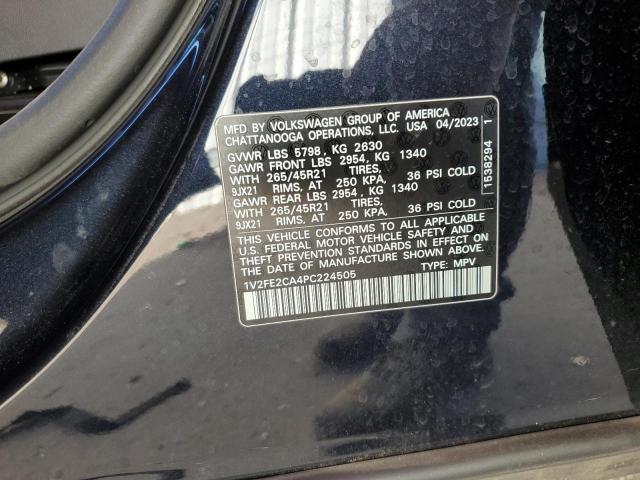 MFD BY VOLKSWAGEN GROUP OF AMERICA
CHATTANOOGA OPERATIONS, LLC. USA 04/2023
GVWR LBS 5798, KG 2630
GAWR FRONT LBS 2954, KG 1340
WITH 265/45R21 TIRES,
9JX21 RIMS, AT 250 KPA, 36 PSI COLD
GAWR REAR LBS 2954, KG 1340
WITH 265/45R21 TIRES,
9JX21 RIMS, AT 250 KPA, 36 PSI COLD
THIS VEHICLE CONFORMS TO ALL APPLICABLE
U.S. FEDERAL MOTOR VEHICLE SAFETY AND
THEFT PREVENTION STANDARDS IN EFFECT ON
THE DATE OF MANUFACTURE SHOWN ABOVE.
1V2FE2CA4PC224505 TYPE: MPV
1538294 1